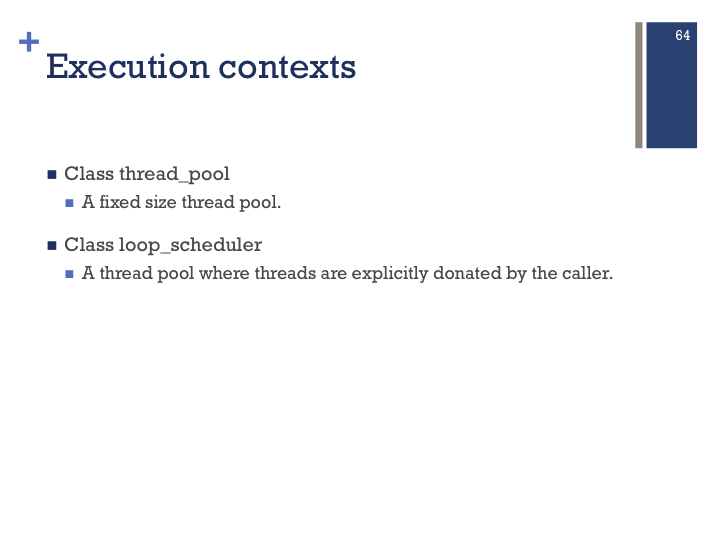 64
+
Execution contexts
■ Class thread_pool
■ A fixed size thread pool.
■ Class loop_scheduler
■ A thread pool where threads are explicitly donated by the caller.